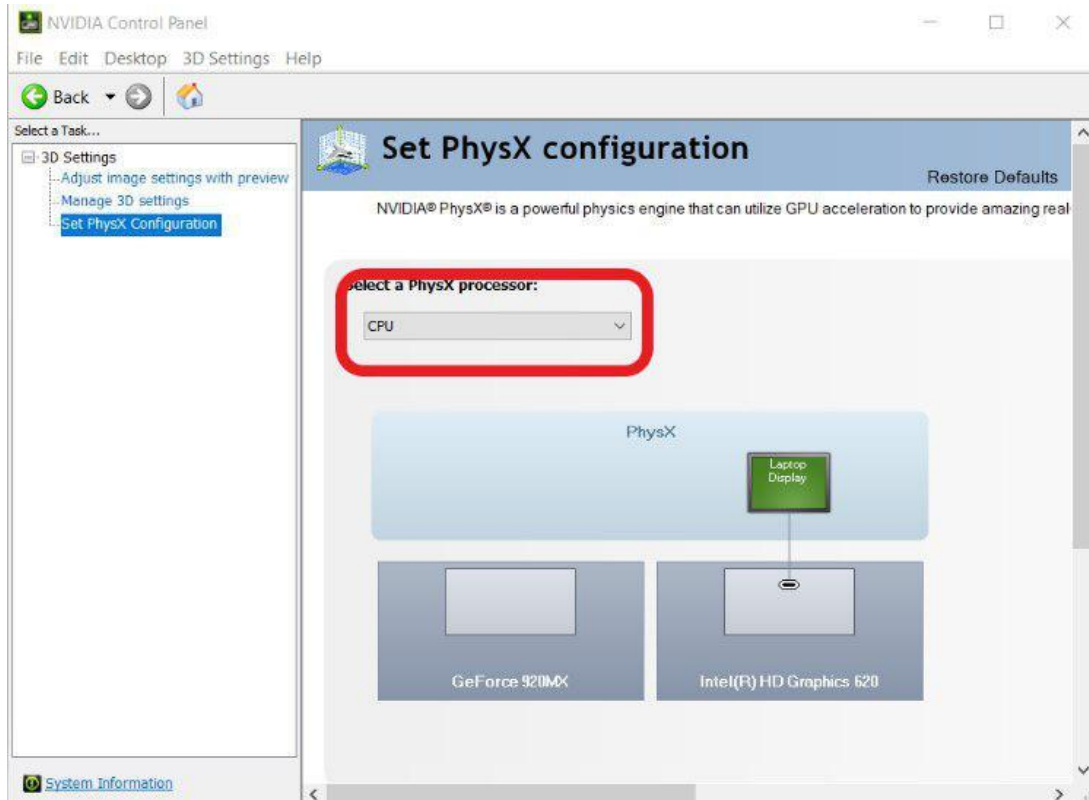 NVIDIA Control Panel
File Edit Desktop 3D Settings Help
Back
Select a Task...
3D Settings
Adjust image settings with preview
Manage 3D settings
Set PhysX Configuration
System Information
Set PhysX configuration
Restore Defaults
NVIDIA® PhysX® is a powerful physics engine that can utilize GPU acceleration to provide amazing real-
Select a PhysX processor:
CPU
PhysX
Laptop
Display
GeForce 920MX
Intel(R) HD Graphics 620